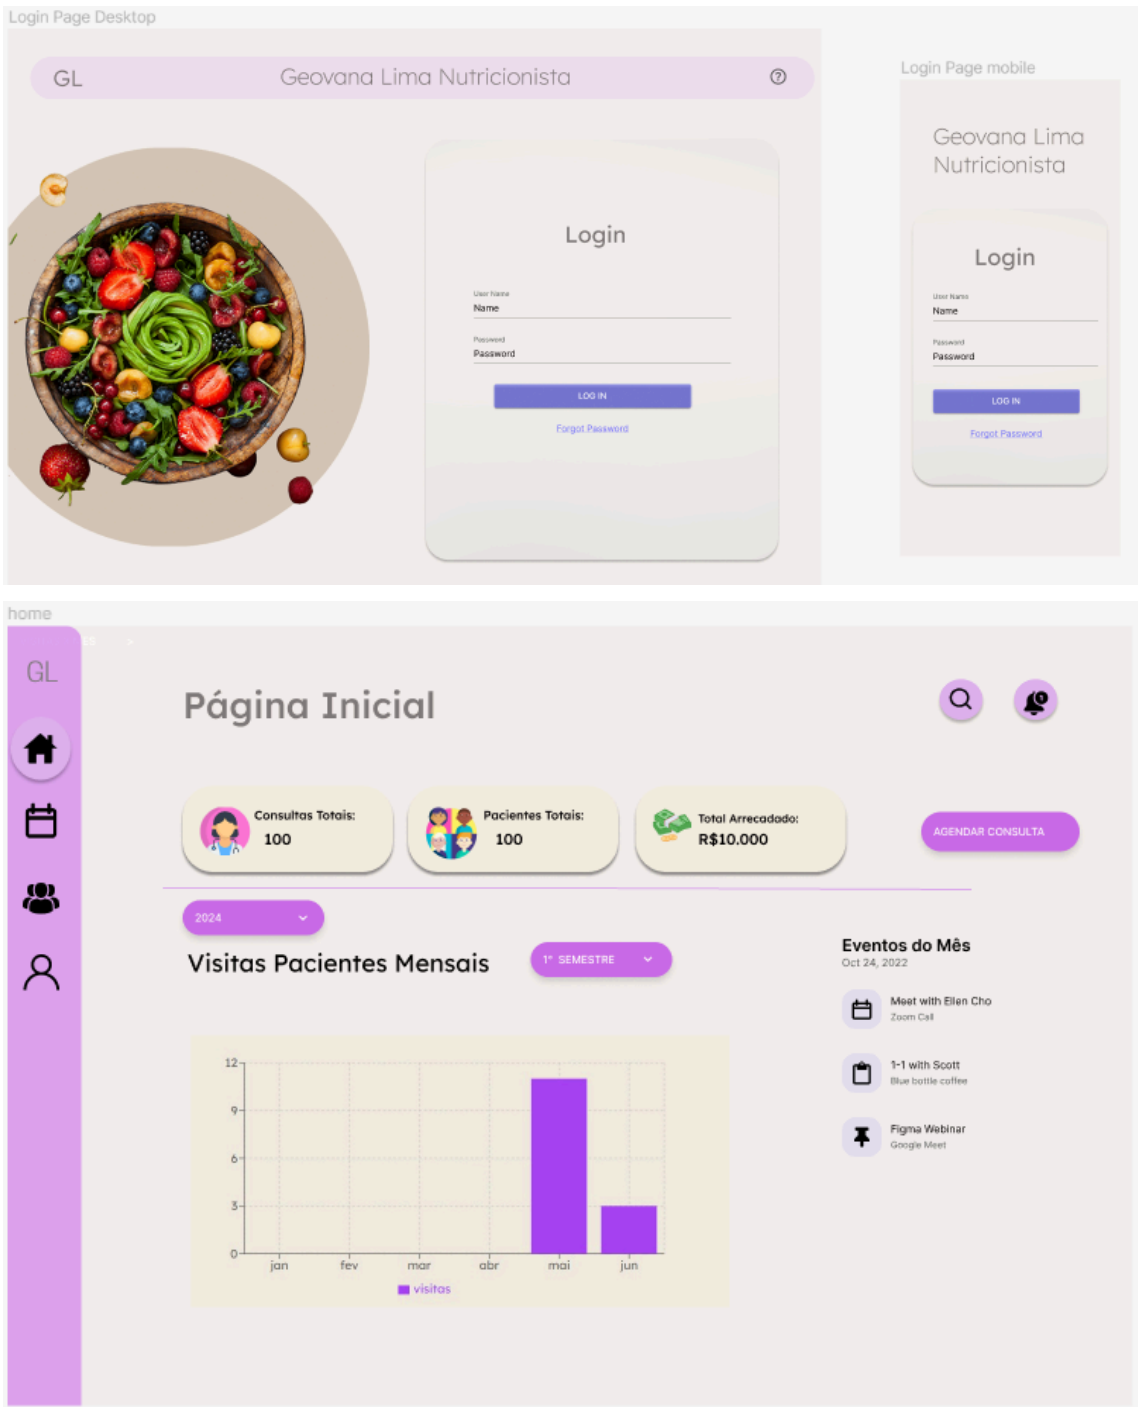 Login Page Desktop
GL
Geovana Lima Nutricionista
?
Login
User Name
Name
Password
Password
LOG IN
Forgot Password
Login Page mobile
Geovana Lima
Nutricionista
Login
User Name
Name
Password
Password
LOG IN
Forgot Password
home
GL
Página Inicial
1
Consultas Totais:
100
Pacientes Totais:
100
Total Arrecadado:
R$10.000
AGENDAR CONSULTA
2024
Visitas Pacientes Mensais
1° SEMESTRE
12
9
6
3
0
jan fev mar abr mai jun
visitas
Eventos do Mês
Oct 24, 2022
Meet with Ellen Cho
Zoom Call
1-1 with Scott
Blue bottle coffee
Figma Webinar
Google Meet